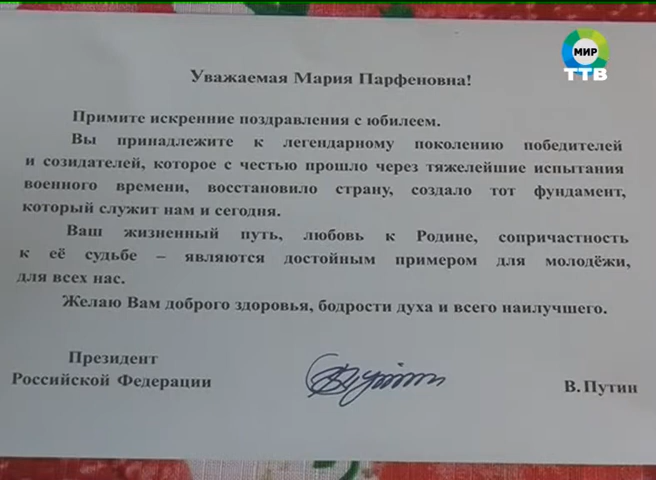 МИР
ТТВ
Уважаемая Мария Парфеновна!
Примите искренние поздравления с юбилеем.
Вы принадлежите к легендарному поколению победителей
и созидателей, которое с честью прошло через тяжелейшие испытания
военного времени, восстановило страну, создало тот фундамент,
который служит нам и сегодня.
Ваш жизненный путь, любовь к Родине, сопричастность
к её судьбе – являются достойным примером для молодёжи,
для всех нас.
Желаю Вам доброго здоровья, бодрости духа и всего наилучшего.
Президент
Российской Федерации
В.Путин